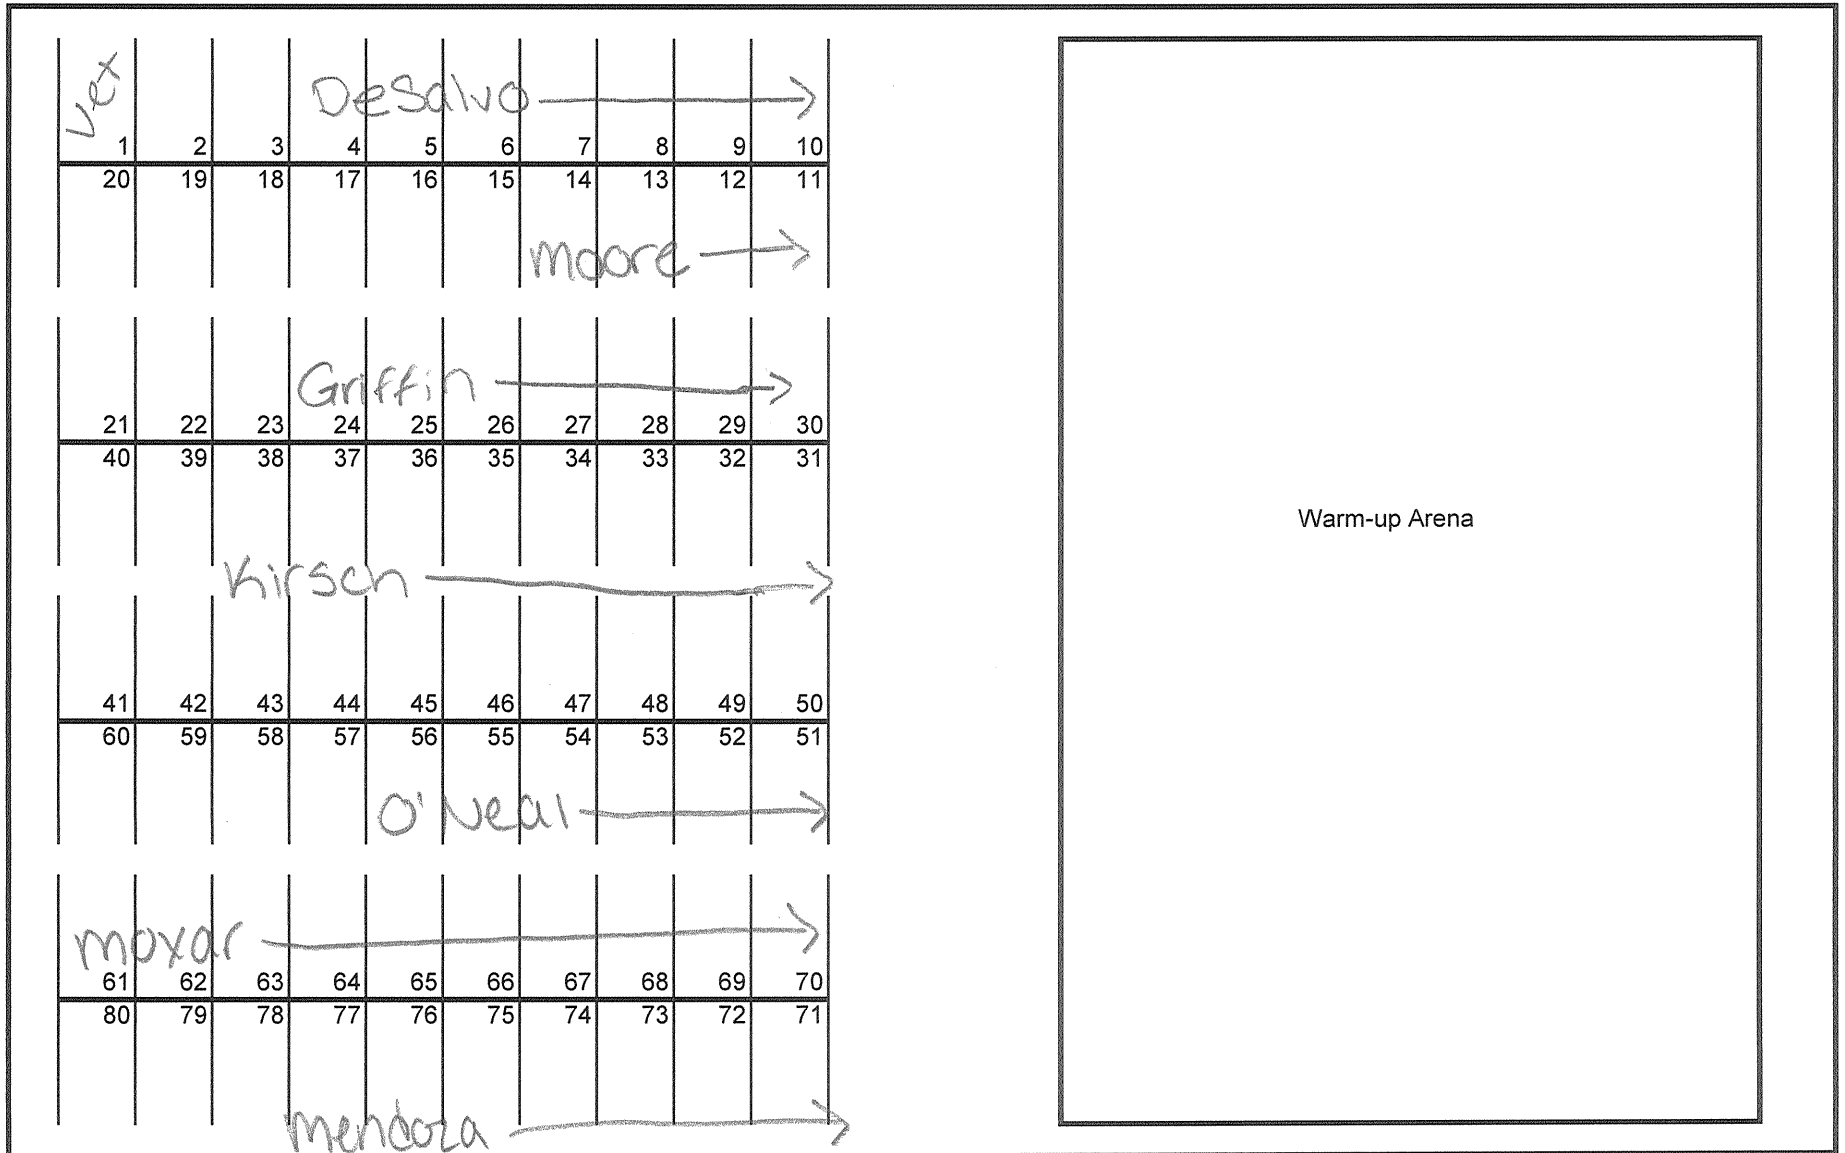 Vet
DeSalvo
1 2 3 4 5 6 7 8 9 10
20 19 18 17 16 15 14 13 12 11
moore
Griffin
21 22 23 24 25 26 27 28 29 30
40 39 38 37 36 35 34 33 32 31
Warm-up Arena
Kirsch
41 42 43 44 45 46 47 48 49 50
60 59 58 57 56 55 54 53 52 51
O'Neal
moxar
61 62 63 64 65 66 67 68 69 70
80 79 78 77 76 75 74 73 72 71
mendoza